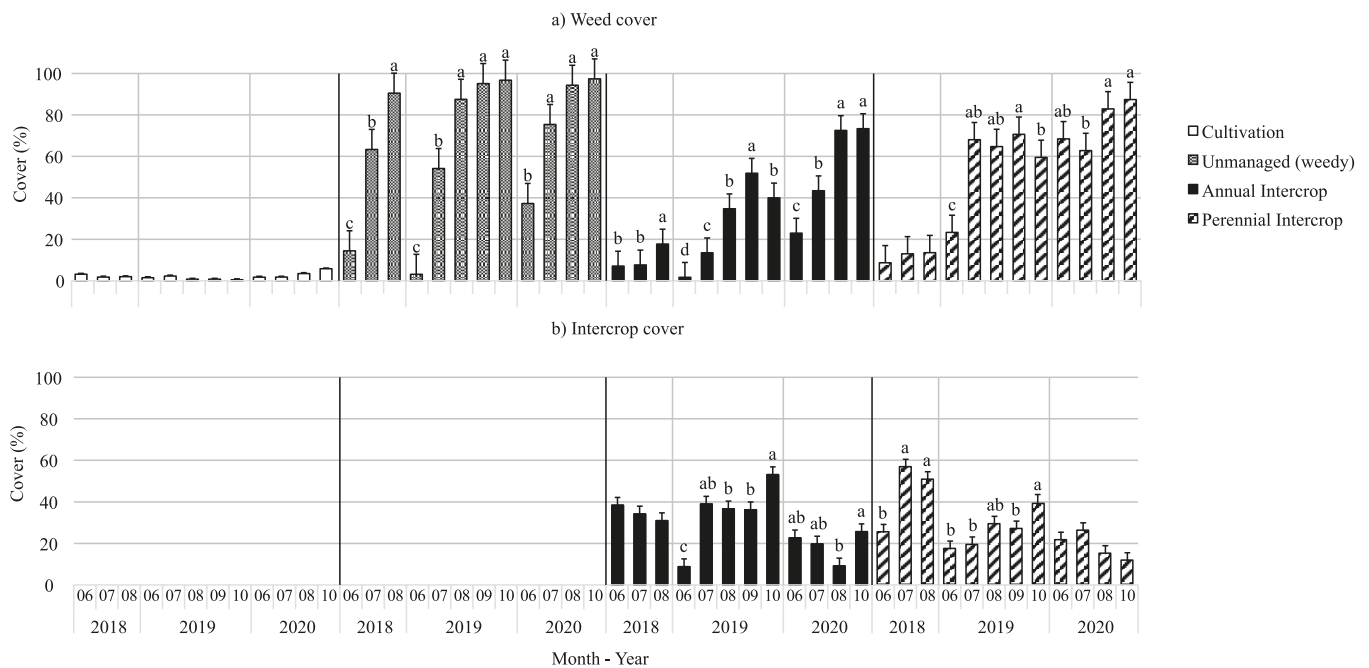 a) Weed cover
Cover (%)
100
80
60
40
20
0
c b a c b a a a b a a a
b b a d c b a b c b a a
c ab ab a b ab b a a
Cultivation
Unmanaged (weedy)
Annual Intercrop
Perennial Intercrop
b) Intercrop cover
Cover (%)
100
80
60
40
20
0
c ab b b a ab ab b a
b a a b b ab b a
06 07 08 06 07 08 09 10 06 07 08 10 06 07 08 06 07 08 09 10 06 07 08 10 06 07 08 06 07 08 09 10 06 07 08 10 06 07 08 06 07 08 09 10 06 07 08 10
2018 2019 2020 2018 2019 2020 2018 2019 2020 2018 2019 2020
Month - Year